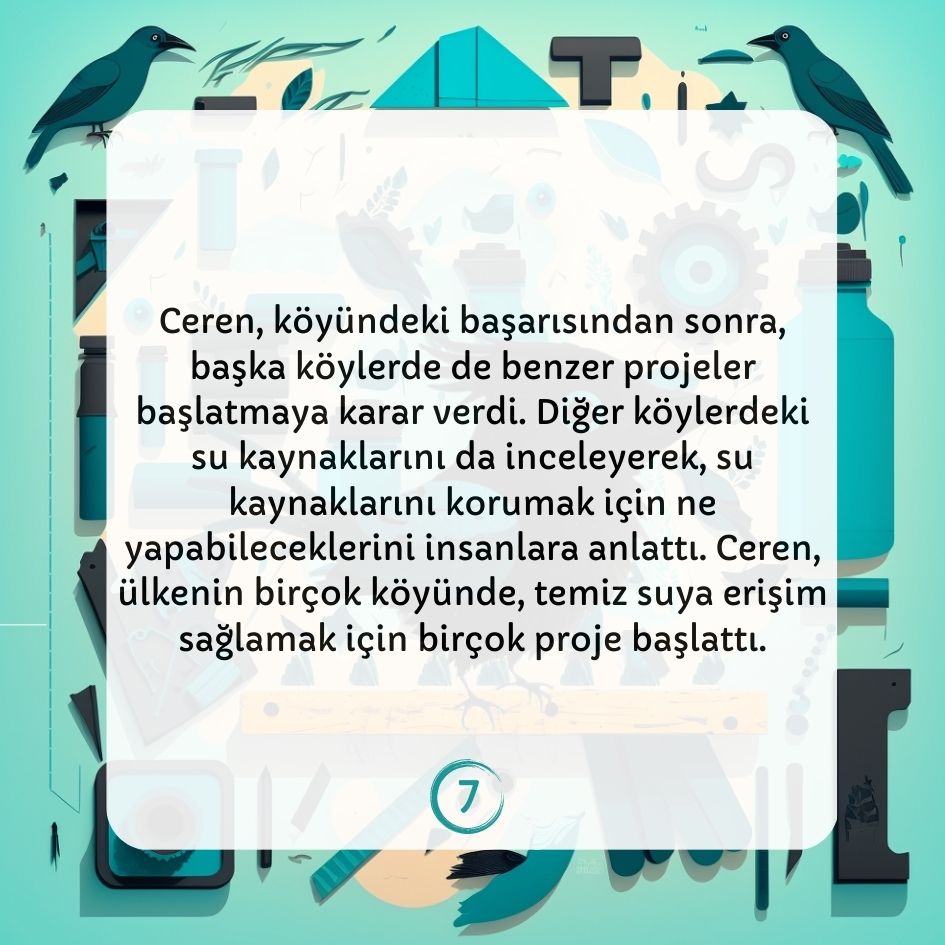 Ceren, köyündeki başarısından sonra,
başka köylerde de benzer projeler
başlatmaya karar verdi. Diğer köylerdeki
su kaynaklarını da inceleyerek, su
kaynaklarını korumak için ne
yapabileceklerini insanlara anlattı. Ceren,
ülkenin birçok köyünde, temiz suya erişim
sağlamak için birçok proje başlattı.
7